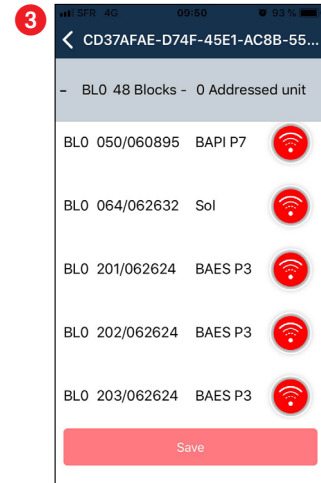 3
SFR 4G 09:50 93 %
CD37AFAE-D74F-45E1-AC8B-55...
- BL0 48 Blocks - 0 Addressed unit
BL0 050/060895 BAPI P7
BL0 064/062632 Sol
BL0 201/062624 BAES P3
BL0 202/062624 BAES P3
BL0 203/062624 BAES P3
Save